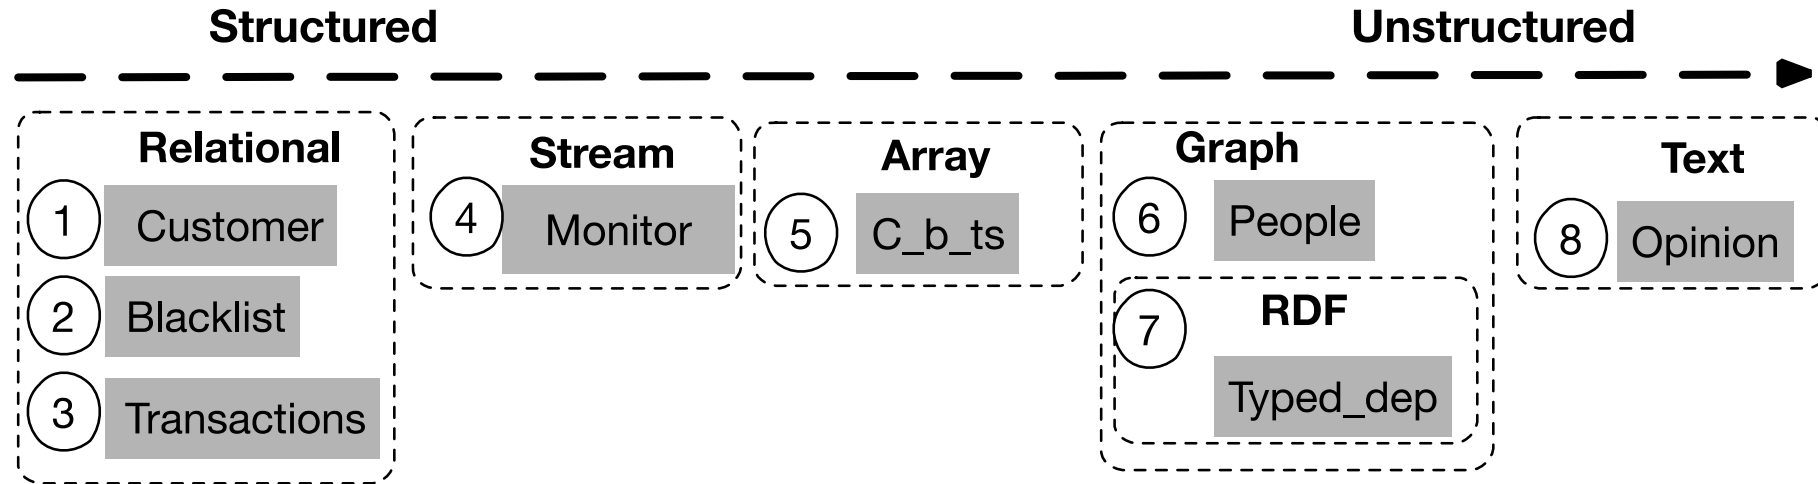 Structured
Unstructured
Relational
1 Customer
2 Blacklist
3 Transactions
Stream
4 Monitor
Array
5 C_b_ts
Graph
6 People
7 RDF
Typed_dep
Text
8 Opinion